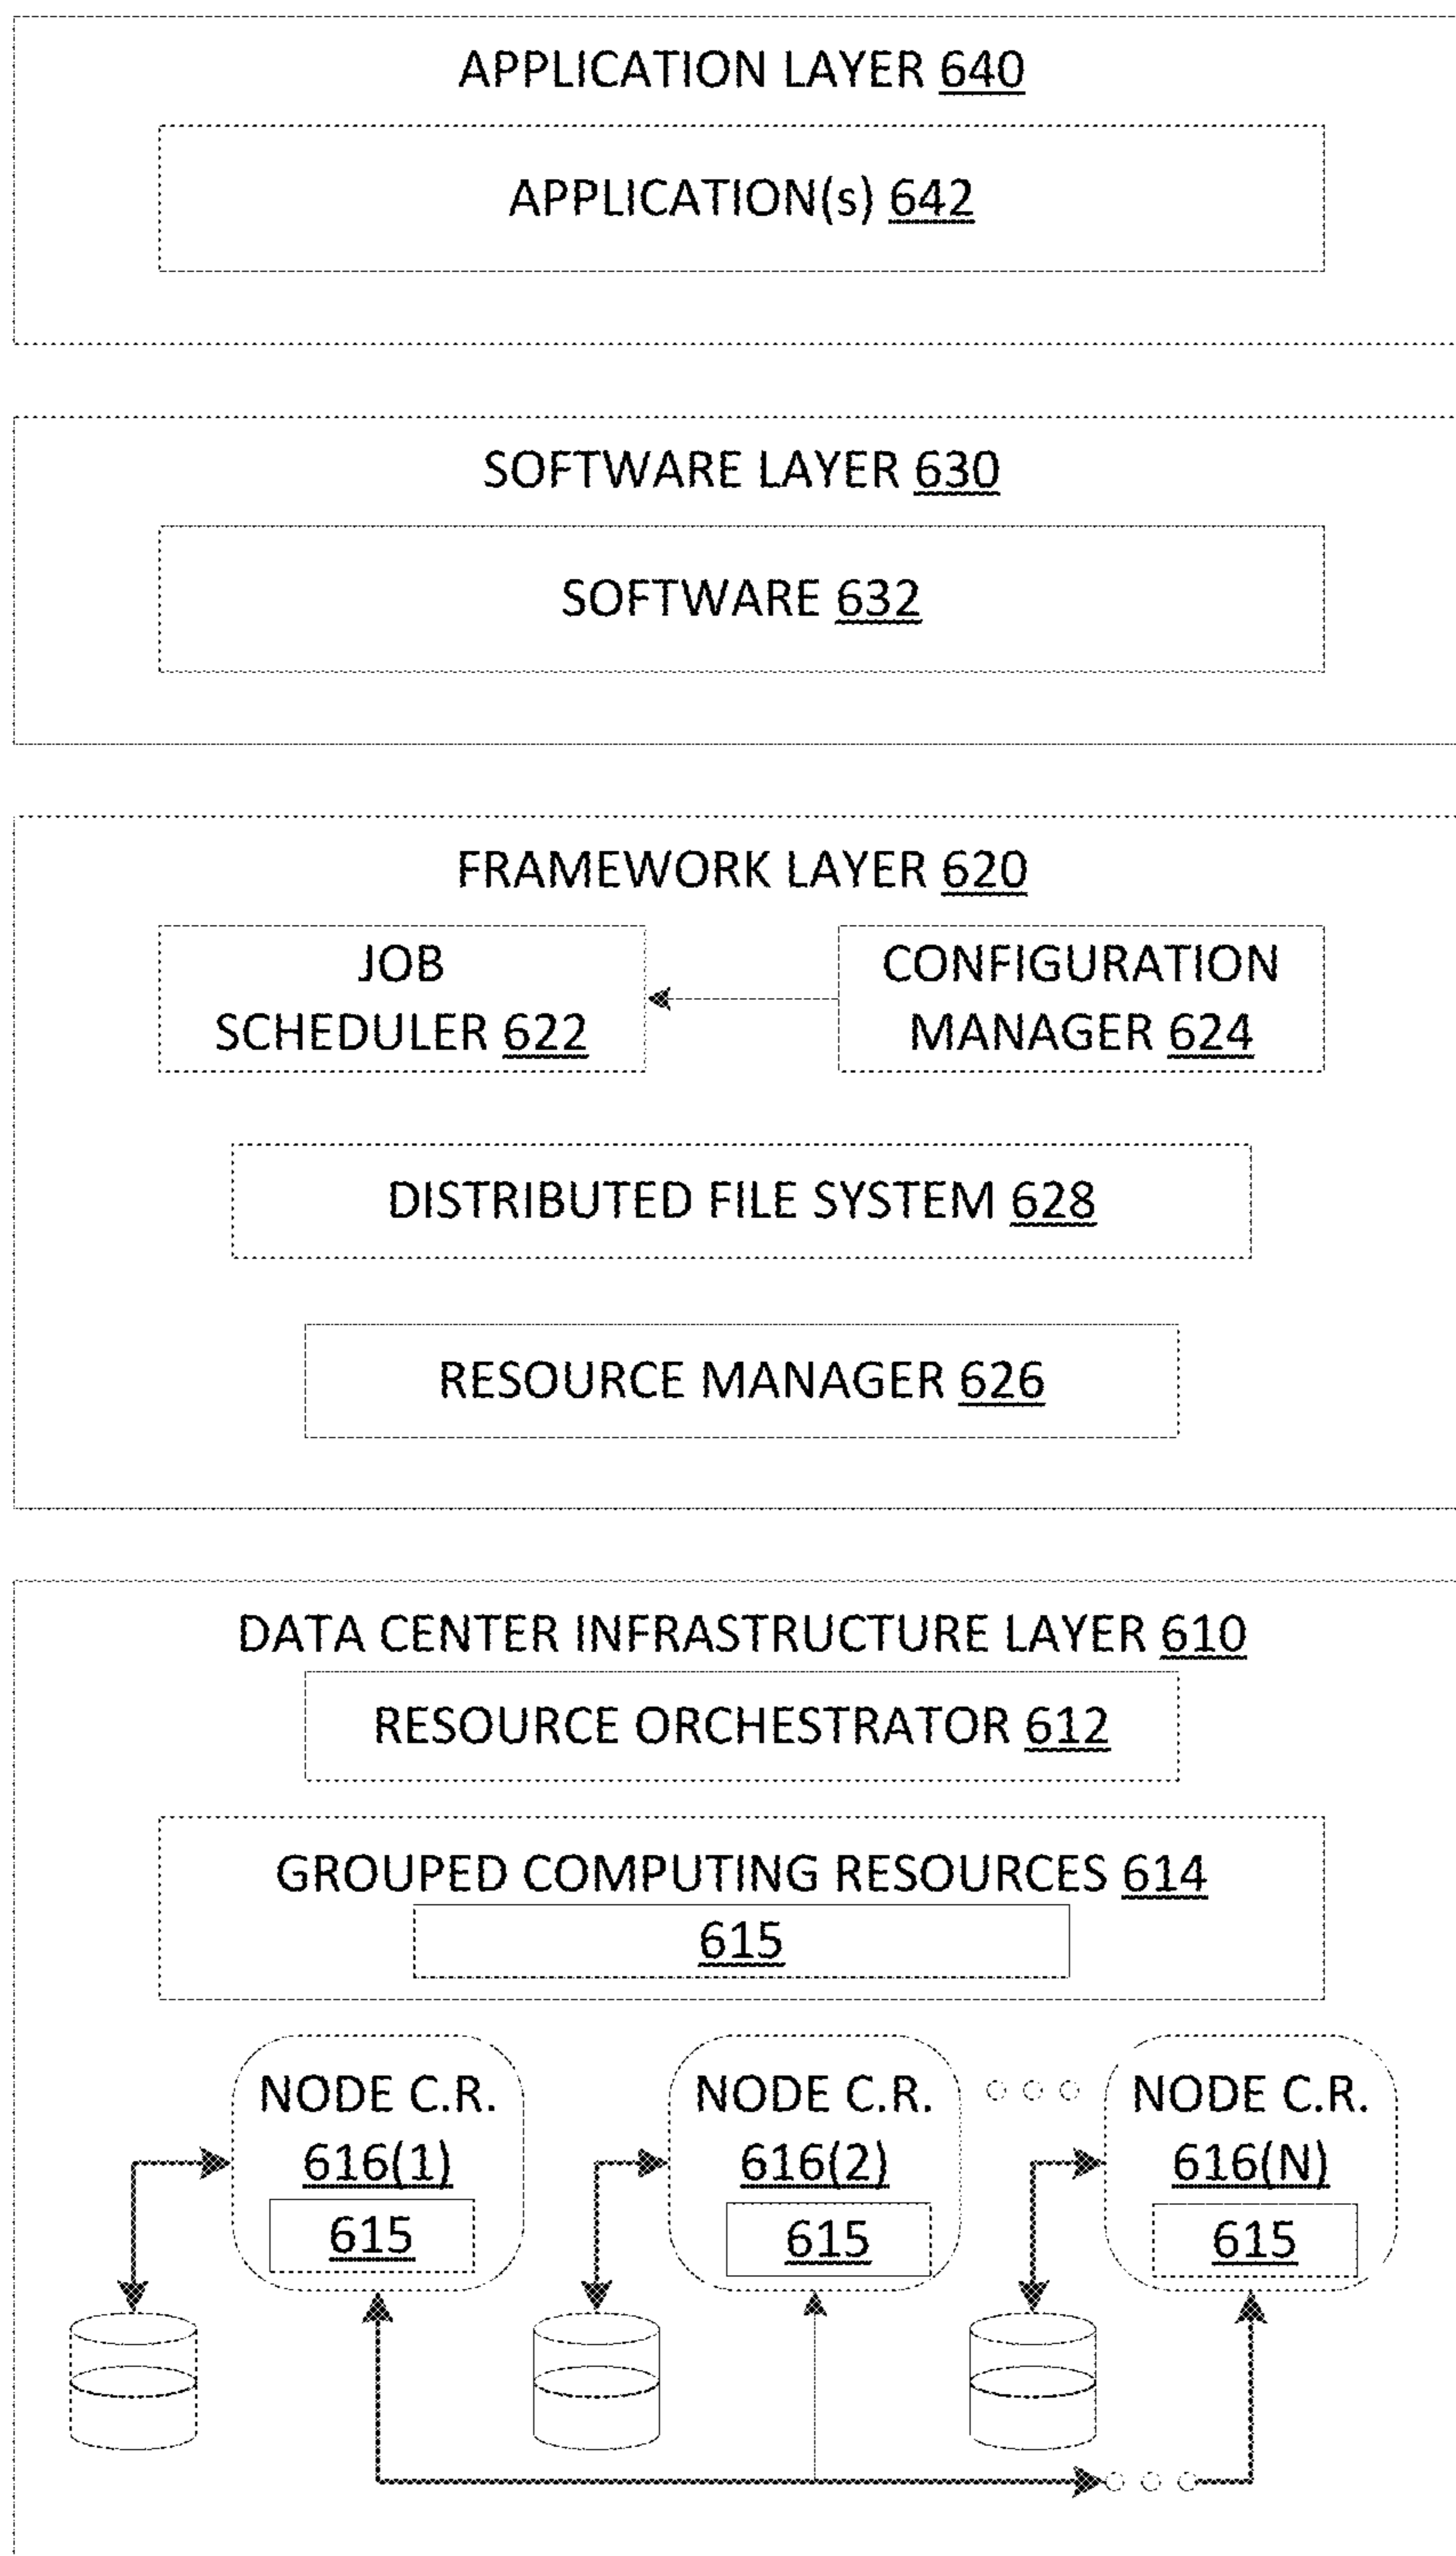 APPLICATION LAYER 640
APPLICATION(s) 642
SOFTWARE LAYER 630
SOFTWARE 632
FRAMEWORK LAYER 620
JOB
SCHEDULER 622
CONFIGURATION
MANAGER 624
DISTRIBUTED FILE SYSTEM 628
RESOURCE MANAGER 626
DATA CENTER INFRASTRUCTURE LAYER 610
RESOURCE ORCHESTRATOR 612
GROUPED COMPUTING RESOURCES 614
615
NODE C.R.
616(1)
615
NODE C.R.
616(2)
615
NODE C.R.
616(N)
615